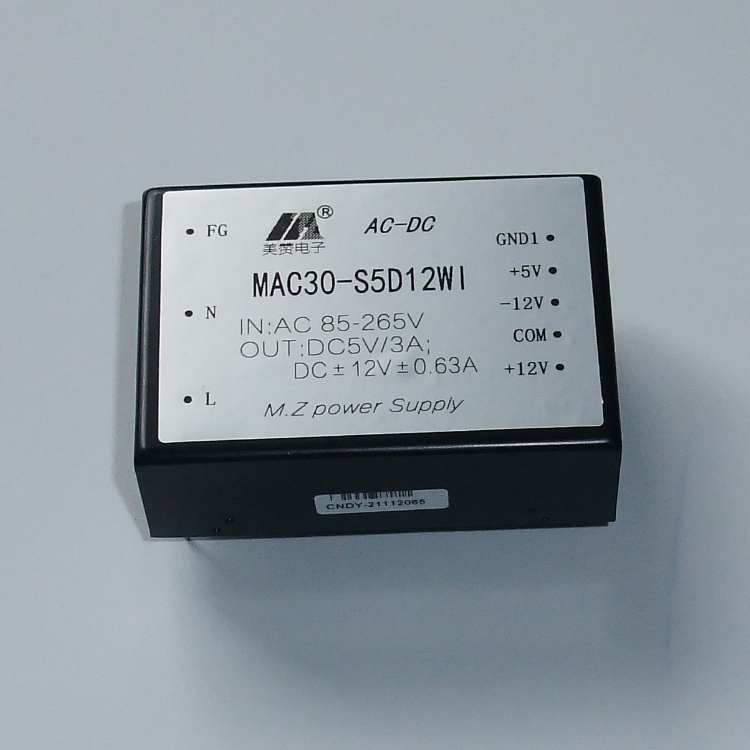 FG
®
美赞电子
AC-DC
MAC30-S5D12WI
IN:AC 85-265V
OUT:DC5V/3A;
DC±12V±0.63A
M.Z power Supply
N
L
GND1
+5V
-12V
COM
+12V
CNDY-21112065